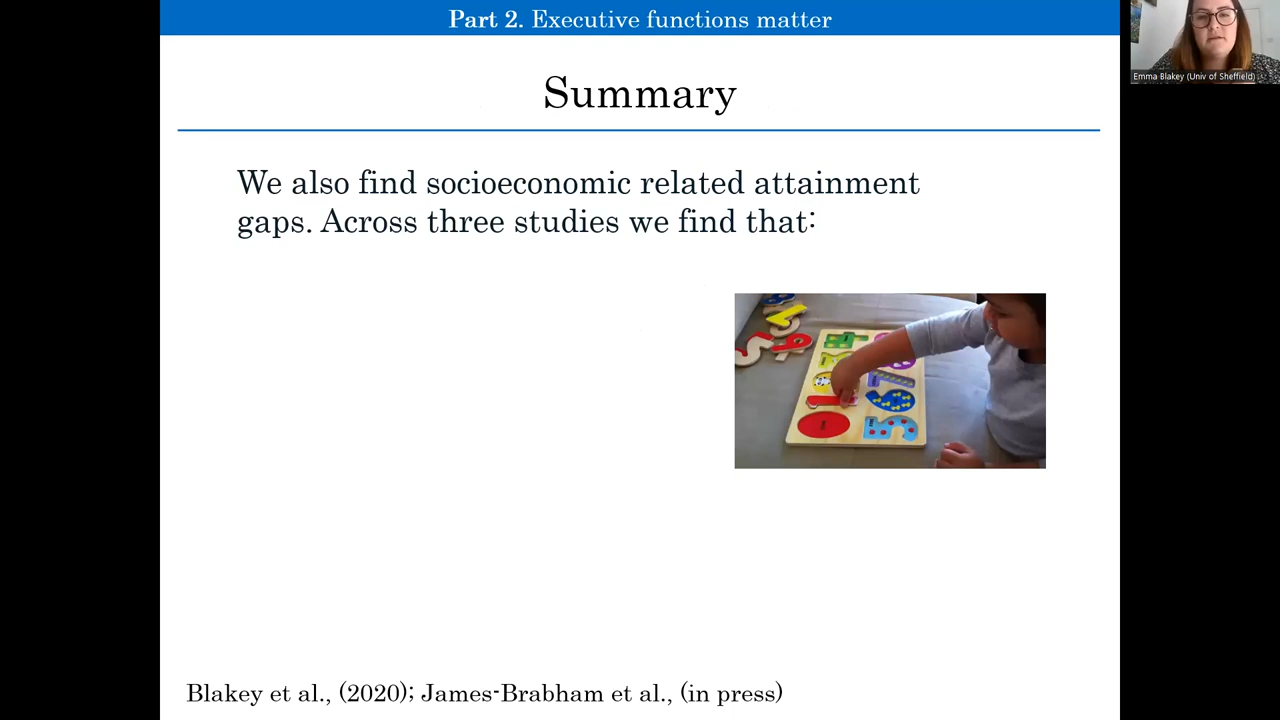 Part 2. Executive functions matter
Emma Blakey (Univ of Sheffield)
Summary
We also find socioeconomic related attainment
gaps. Across three studies we find that:
Blakey et al., (2020); James-Brabham et al., (in press)